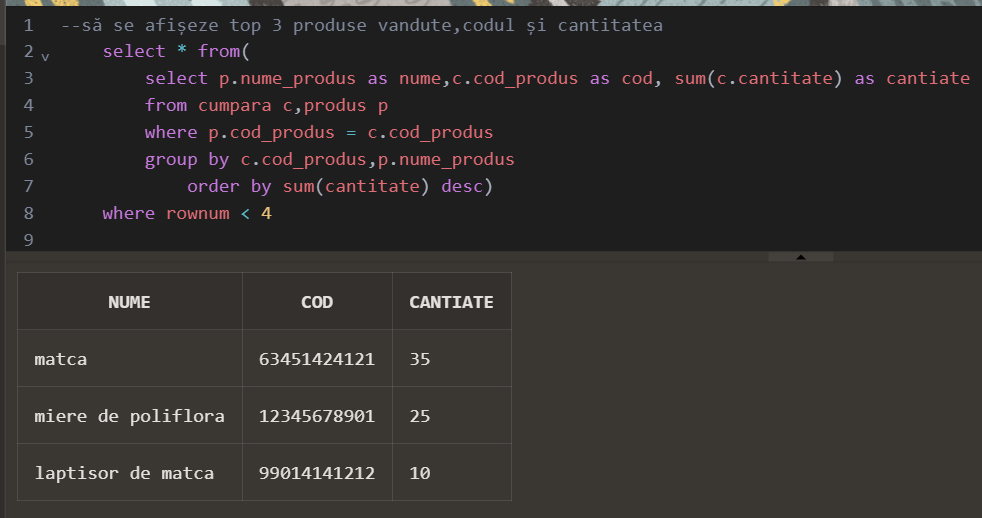 1 --să se afișeze top 3 produse vandute,codul și cantitatea
2 select * from(
3 select p.nume_produs as nume,c.cod_produs as cod, sum(c.cantitate) as cantiate
4 from cumpara c,produs p
5 where p.cod_produs = c.cod_produs
6 group by c.cod_produs,p.nume_produs
7 order by sum(cantitate) desc)
8 where rownum < 4
9
NUME COD CANTIATE
matca 63451424121 35
miere de poliflora 12345678901 25
laptisor de matca 99014141212 10